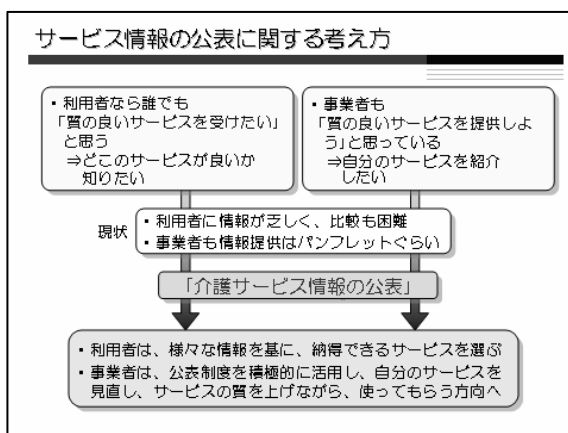 サービス情報の公表に関する考え方
・利用者なら誰でも
「質の良いサービスを受けたい」
と思う
⇒どこのサービスが良いか
知りたい
・事業者も
「質の良いサービスを提供しよ
う」と思っている
⇒自分のサービスを紹介
したい
現状
・利用者に情報が乏しく、比較も困難
・事業者も情報提供はパンフレットぐらい
「介護サービス情報の公表」
・利用者は、様々な情報を基に、納得できるサービスを選ぶ
・事業者は、公表制度を積極的に活用し、自分のサービスを
見直し、サービスの質を上げながら、使ってもらう方向へ